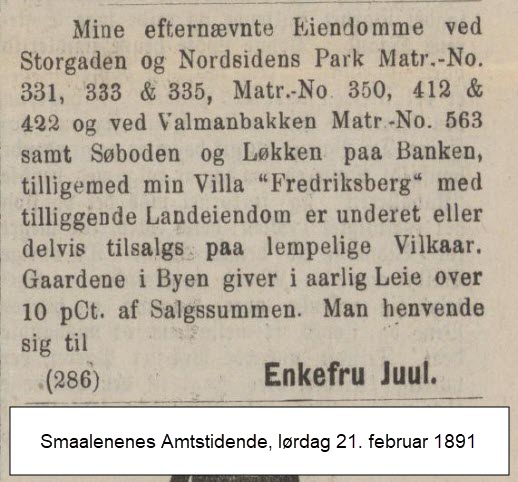 Mine efternævnte Eiendomme ved
Storgaden og Nordsidens Park Matr.-No.
331, 333 & 335, Matr.-No 350, 412 &
422 og ved Valmanbakken Matr -No. 563
samt Søboden og Løkken paa Banken,
tilligemed min Villa “Fredriksberg“ med
tilliggende Landeiendom er underet eller
delvis tilsalgs paa lempelige Vilkaar.
Gaardene i Byen giver i aarlig Leie over
10 pCt. af Salgssummen. Man henvende
sig til
(286) Enkefru Juul.
Smaalenenes Amtstidende, lørdag 21. februar 1891